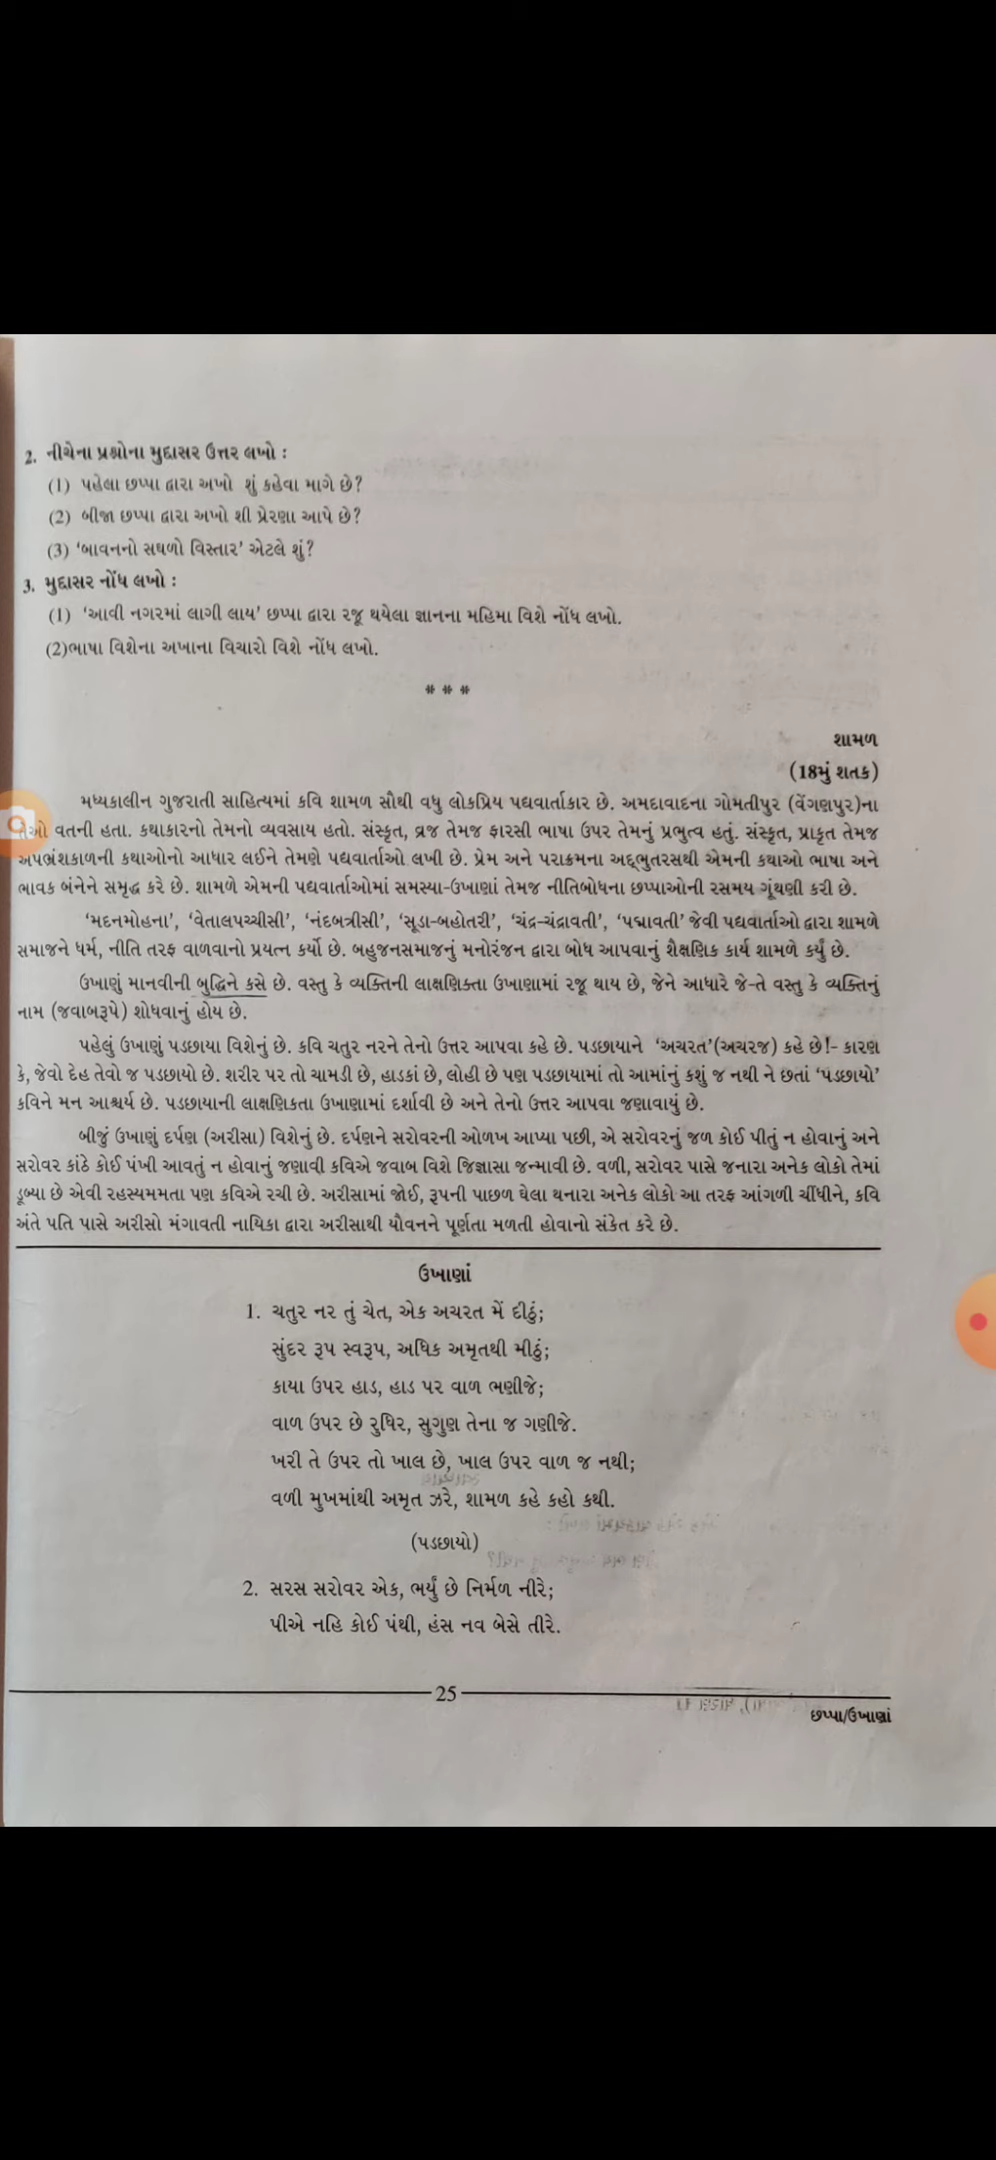 2. નીચેના પ્રશ્નોના મુદ્દાસર ઉત્તર લખો :
(1) પહેલા છપ્પા દ્વારા અખો શું કહેવા માગે છે?
(2) બીજા છપ્પા દ્વારા અખો શી પ્રેરણા આપે છે?
(3) ‘બાવનનો સઘળો વિસ્તાર’ એટલે શું?
3. મુદ્દાસર નોંધ લખો :
(1) ‘આવી નગરમાં લાગી લાય’ છપ્પા દ્વારા રજૂ થયેલા જ્ઞાનના મહિમા વિશે નોંધ લખો.
(2)ભાષા વિશેના અખાના વિચારો વિશે નોંધ લખો.
* * *
શામળ
(18મું શતક)
મધ્યકાલીન ગુજરાતી સાહિત્યમાં કવિ શામળ સૌથી વધુ લોકપ્રિય પદ્યવાર્તાકાર છે. અમદાવાદના ગોમતીપુર (વેંગણપુર)ના
તેઓ વતની હતા. કથાકારનો તેમનો વ્યવસાય હતો. સંસ્કૃત, વ્રજ તેમજ ફારસી ભાષા ઉપર તેમનું પ્રભુત્વ હતું. સંસ્કૃત, પ્રાકૃત તેમજ
અપભ્રંશકાળની કથાઓનો આધાર લઈને તેમણે પદ્યવાર્તાઓ લખી છે. પ્રેમ અને પરાક્રમના અદ્ભુતરસથી એમની કથાઓ ભાષા અને
ભાવક બંનેને સમૃદ્ધ કરે છે. શામળે એમની પદ્યવાર્તાઓમાં સમસ્યા-ઉખાણાં તેમજ નીતિબોધના છપ્પાઓની રસમય ગૂંથણી કરી છે.
‘મદનમોહના’, ‘વેતાલપચ્ચીસી’, ‘નંદબત્રીસી’, ‘સૂડા-બહોતરી’, ‘ચંદ્ર-ચંદ્રાવતી’, ‘પદ્માવતી’ જેવી પદ્યવાર્તાઓ દ્વારા શામળે
સમાજને ધર્મ, નીતિ તરફ વાળવાનો પ્રયત્ન કર્યો છે. બહુજનસમાજનું મનોરંજન દ્વારા બોધ આપવાનું શૈક્ષણિક કાર્ય શામળે કર્યું છે.
ઉખાણું માનવીની બુદ્ધિને કસે છે. વસ્તુ કે વ્યક્તિની લાક્ષણિક્તા ઉખાણામાં રજૂ થાય છે, જેને આધારે જે-તે વસ્તુ કે વ્યક્તિનું
નામ (જવાબરૂપે) શોધવાનું હોય છે.
પહેલું ઉખાણું પડછાયા વિશેનું છે. કવિ ચતુર નરને તેનો ઉત્તર આપવા કહે છે. પડછાયાને ‘અચરત’(અચરજ) કહે છે!- કારણ
કે, જેવો દેહ તેવો જ પડછાયો છે. શરીર પર તો ચામડી છે, હાડકાં છે, લોહી છે પણ પડછાયામાં તો આમાંનું કશું જ નથી ને છતાં ‘પડછાયો’
કવિને મન આશ્ચર્ય છે. પડછાયાની લાક્ષણિકતા ઉખાણામાં દર્શાવી છે અને તેનો ઉત્તર આપવા જણાવાયું છે.
બીજું ઉખાણું દર્પણ (અરીસા) વિશેનું છે. દર્પણને સરોવરની ઓળખ આપ્યા પછી, એ સરોવરનું જળ કોઈ પીતું ન હોવાનું અને
સરોવર કાંઠે કોઈ પંખી આવતું ન હોવાનું જણાવી કવિએ જવાબ વિશે જિજ્ઞાસા જન્માવી છે. વળી, સરોવર પાસે જનારા અનેક લોકો તેમાં
ડૂબ્યા છે એવી રહસ્યમમતા પણ કવિએ રચી છે. અરીસામાં જોઈ, રૂપની પાછળ ઘેલા થનારા અનેક લોકો આ તરફ આંગળી ચીંધીને, કવિ
અંતે પતિ પાસે અરીસો મંગાવતી નાયિકા દ્વારા અરીસાથી યૌવનને પૂર્ણતા મળતી હોવાનો સંકેત કરે છે.
ઉખાણાં
1. ચતુર નર તું ચેત, એક અચરત મેં દીઠું;
સુંદર રૂપ સ્વરૂપ, અધિક અમૃતથી મીઠું;
કાયા ઉપર હાડ, હાડ પર વાળ ભણીજે;
વાળ ઉપર છે રુધિર, સુગુણ તેના જ ગણીજે.
ખરી તે ઉપર તો ખાલ છે, ખાલ ઉપર વાળ જ નથી;
વળી મુખમાંથી અમૃત ઝરે, શામળ કહે કહો કથી.
(પડછાયો)
2. સરસ સરોવર એક, ભર્યું છે નિર્મળ નીરે;
પીએ નહિ કોઈ પંથી, હંસ નવ બેસે તીરે.
25
છપ્પા/ઉખાણાં